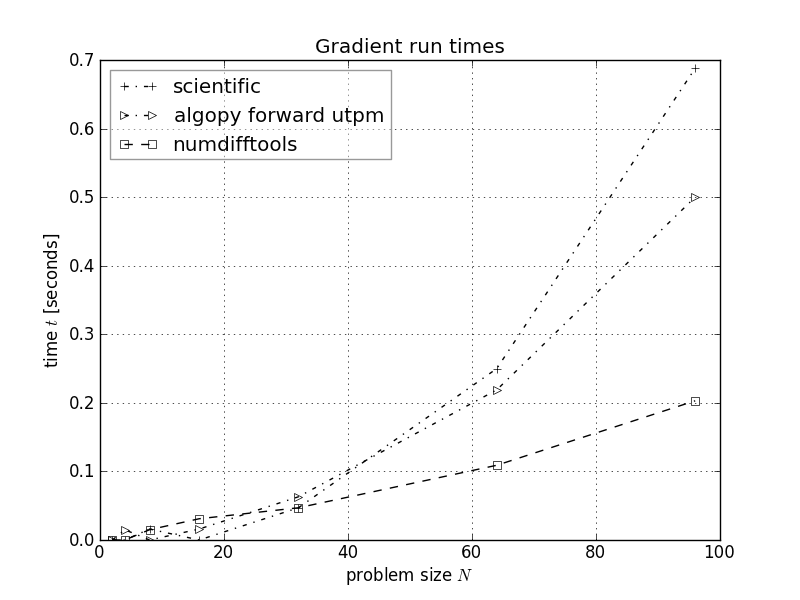 Gradient run times
0.7
0.6
0.5
0.4
0.3
0.2
0.1
0.0
scientific
algopy forward utpm
numdifftools
time t [seconds]
0 20 40 60 80 100
problem size N